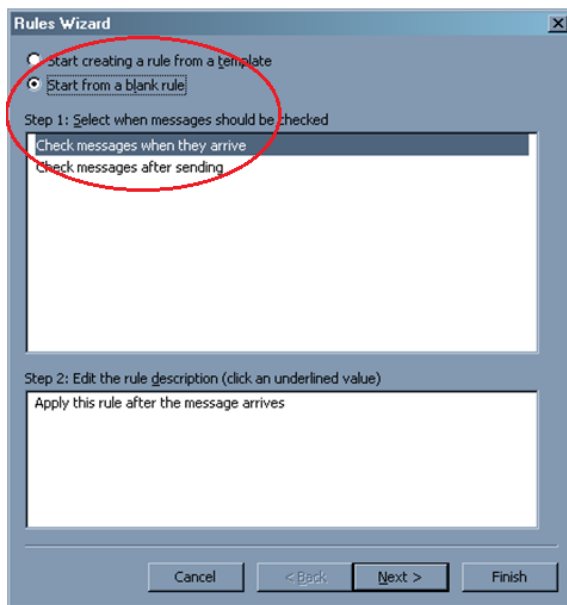 Rules Wizard
Start creating a rule from a template
Start from a blank rule
Step 1: Select when messages should be checked
Check messages when they arrive
Check messages after sending
Step 2: Edit the rule description (click an underlined value)
Apply this rule after the message arrives
Cancel < Back Next > Finish